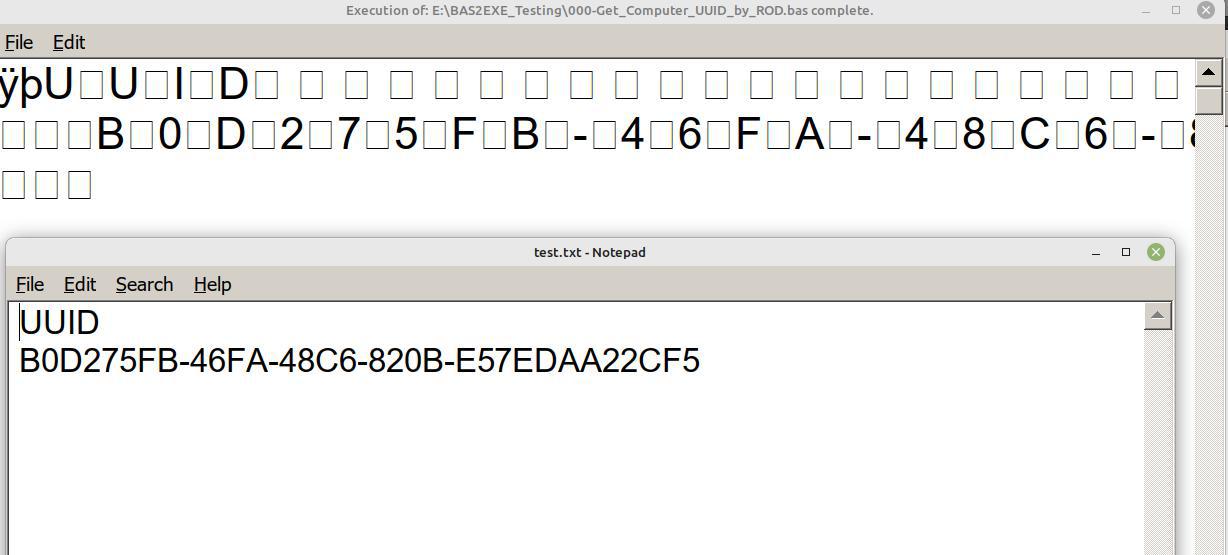 Execution of: E:\BAS2EXE_Testing\000-Get_Computer_UUID_by_ROD.bas complete.
File Edit
ÿþU□U□I□D□ □ □ □ □ □ □ □ □ □ □ □ □ □ □ □ □ □ □ □ □
□□□B□0□D□2□7□5□F□B□-□4□6□F□A□-□4□8□C□6□-□8
□□□
test.txt - Notepad
File Edit Search Help
UUID
B0D275FB-46FA-48C6-820B-E57EDAA22CF5